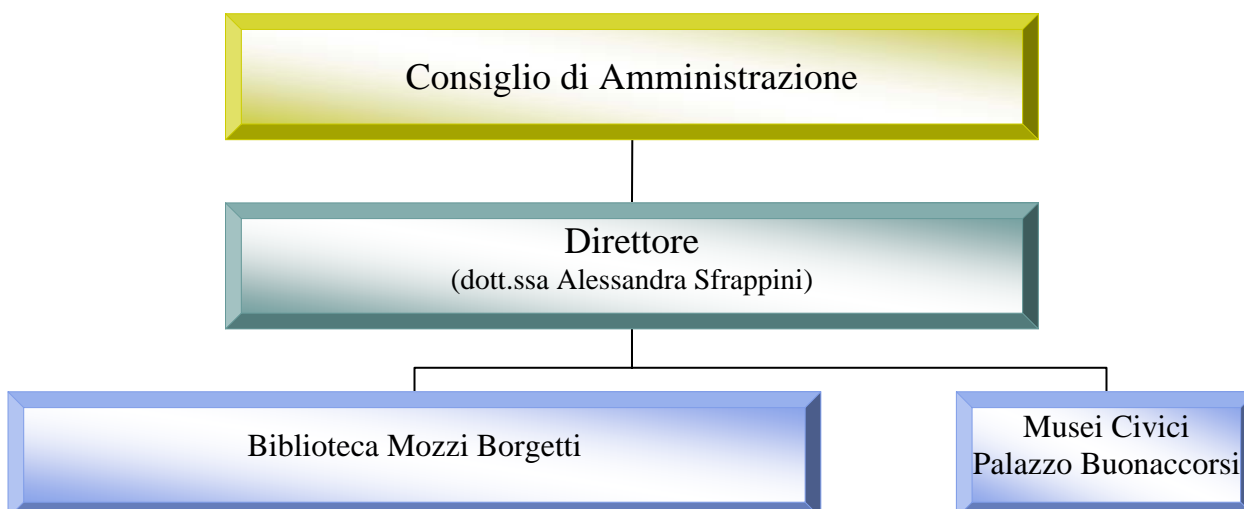 Consiglio di Amministrazione
Direttore
(dott.ssa Alessandra Sfrappini)
Biblioteca Mozzi Borgetti
Musei Civici
Palazzo Buonaccorsi